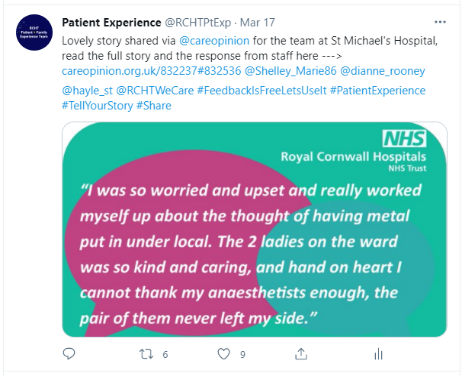 Patient Experience @RCHTPtExp · Mar 17
Lovely story shared via @careopinion for the team at St Michael's Hospital,
read the full story and the response from staff here --->
careopinion.org.uk/832237#832536 @Shelley_Marie86 @dianne_rooney
@hayle_st @RCHTWeCare #FeedbackIsFreeLetsUseIt #PatientExperience
#TellYourStory #Share
NHS
Royal Cornwall Hospitals
NHS Trust
“I was so worried and upset and really worked
myself up about the thought of having metal
put in under local. The 2 ladies on the ward
was so kind and caring, and hand on heart I
cannot thank my anaesthetists enough, the
pair of them never left my side.”
6
9